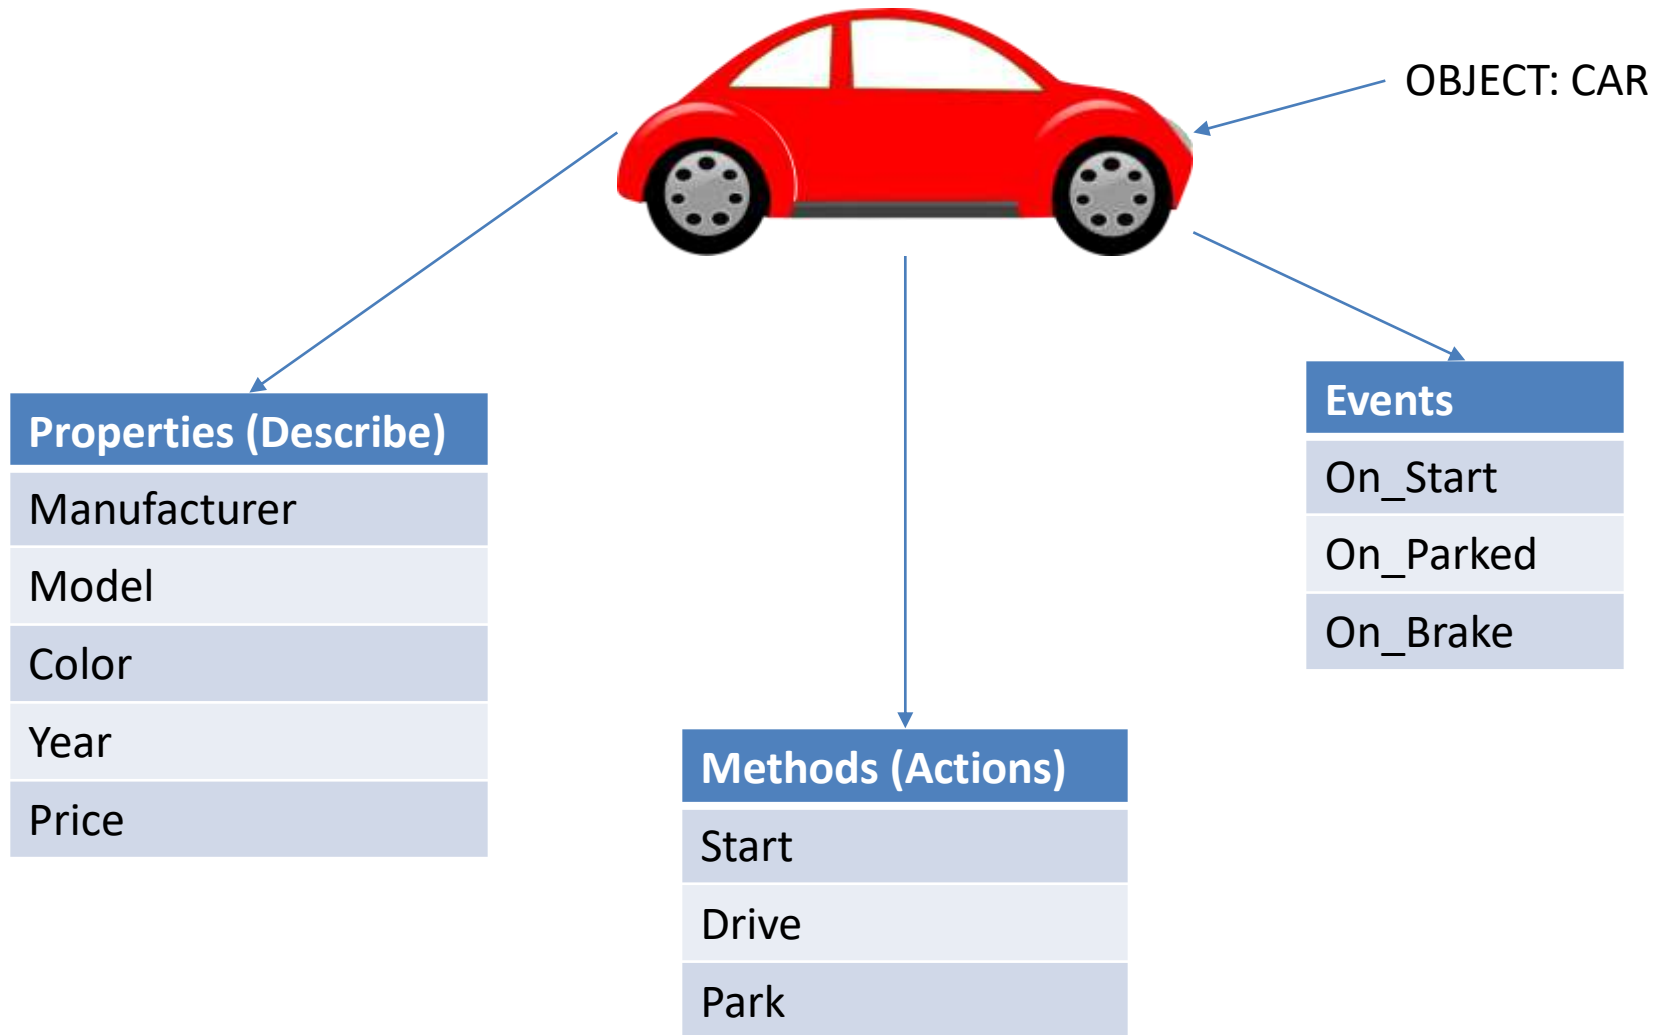 OBJECT: CAR
Properties (Describe)
Manufacturer
Model
Color
Year
Price
Methods (Actions)
Start
Drive
Park
Events
On_Start
On_Parked
On_Brake